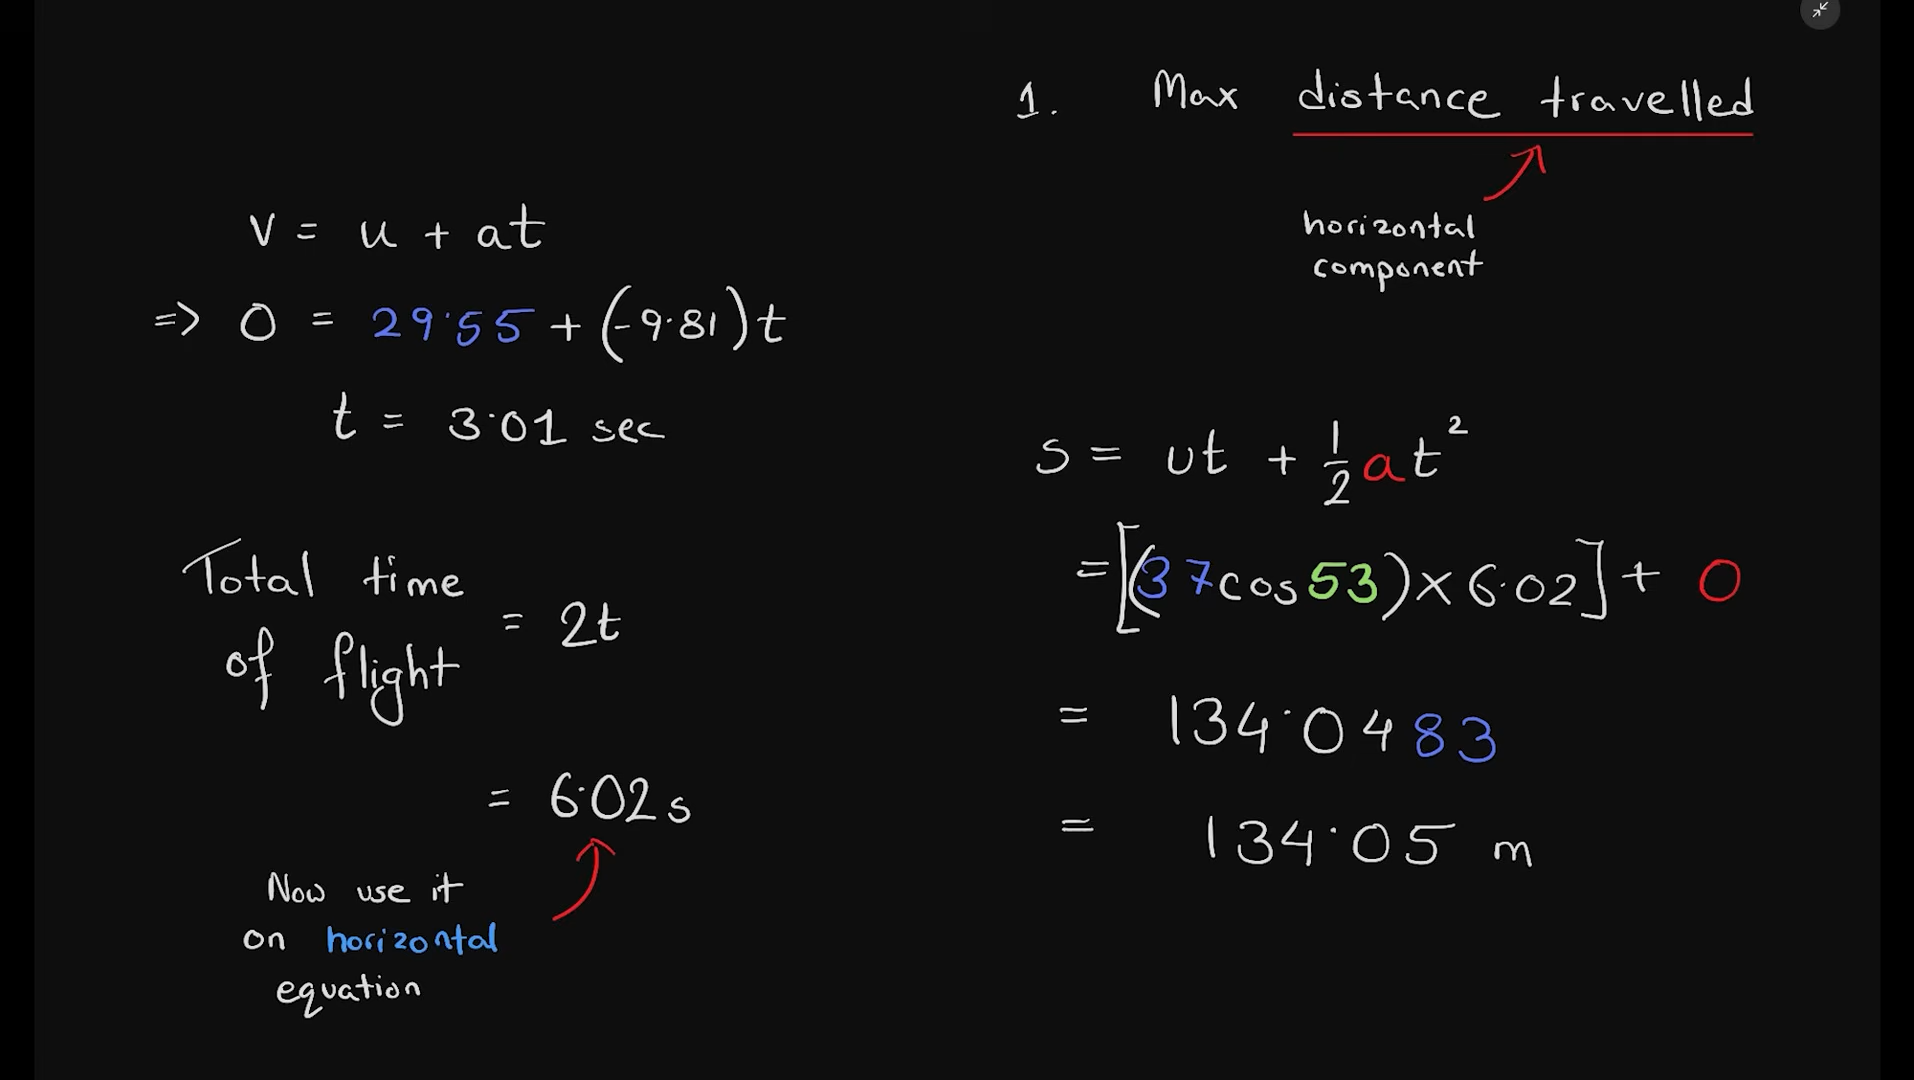 v = u + at
=> 0 = 29·55 + (-9·81)t
t = 3·01 sec
Total time
of flight
= 2t
= 6·02 s
Now use it
on horizontal
equation
1. Max distance travelled
horizontal
component
s = ut + 1/2 at²
= [(37cos53) × 6·02] + 0
= 134·0483
= 134·05 m